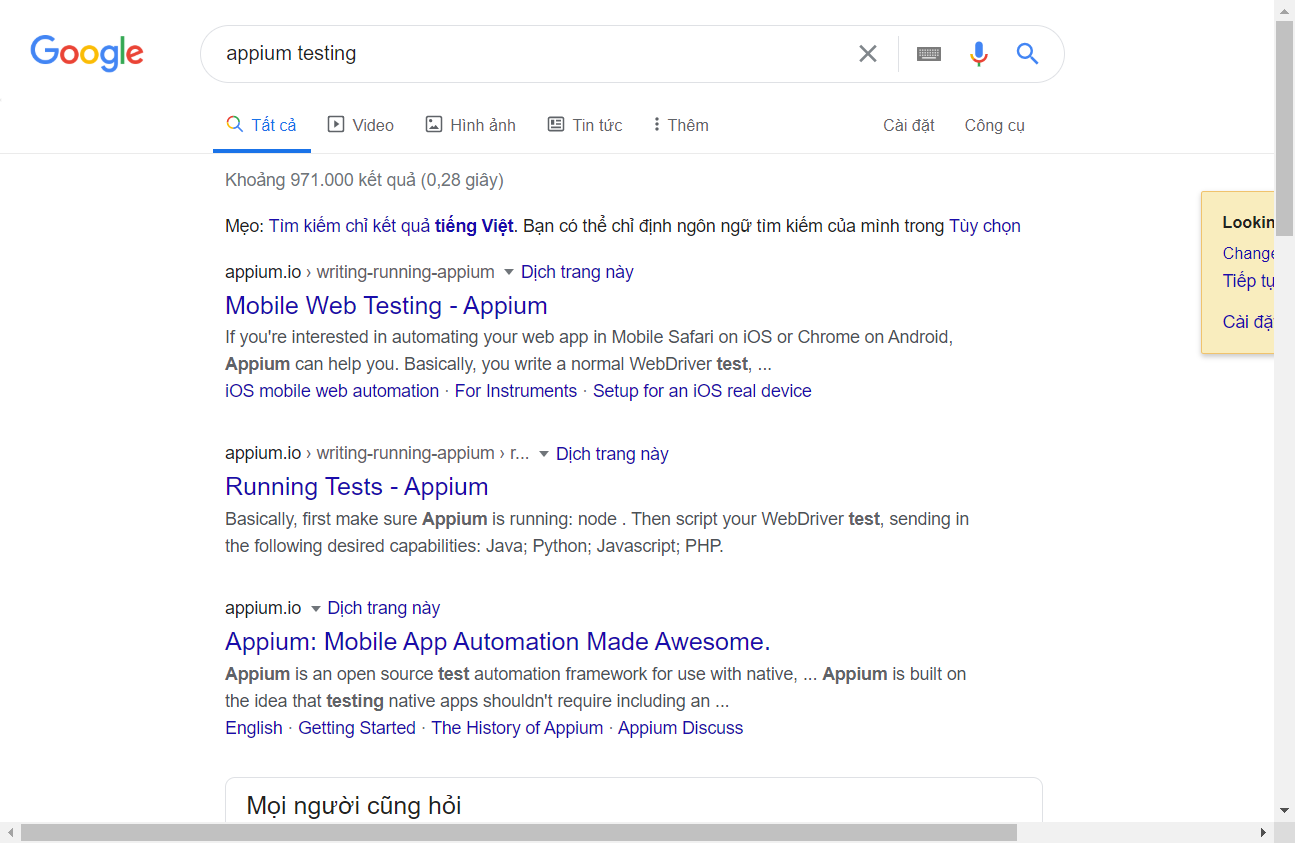 Google
appium testing
Tất cả Video Hình ảnh Tin tức Thêm Cài đặt Công cụ
Khoảng 971.000 kết quả (0,28 giây)
Mẹo: Tìm kiếm chỉ kết quả tiếng Việt. Bạn có thể chỉ định ngôn ngữ tìm kiếm của mình trong Tùy chọn
Lookin
Change
Tiếp tụ
Cài đặ
appium.io › writing-running-appium Dịch trang này
Mobile Web Testing - Appium
If you're interested in automating your web app in Mobile Safari on iOS or Chrome on Android,
Appium can help you. Basically, you write a normal WebDriver test, ...
iOS mobile web automation · For Instruments · Setup for an iOS real device
appium.io › writing-running-appium › r... Dịch trang này
Running Tests - Appium
Basically, first make sure Appium is running: node . Then script your WebDriver test, sending in
the following desired capabilities: Java; Python; Javascript; PHP.
appium.io Dịch trang này
Appium: Mobile App Automation Made Awesome.
Appium is an open source test automation framework for use with native, ... Appium is built on
the idea that testing native apps shouldn't require including an ...
English · Getting Started · The History of Appium · Appium Discuss
Mọi người cũng hỏi